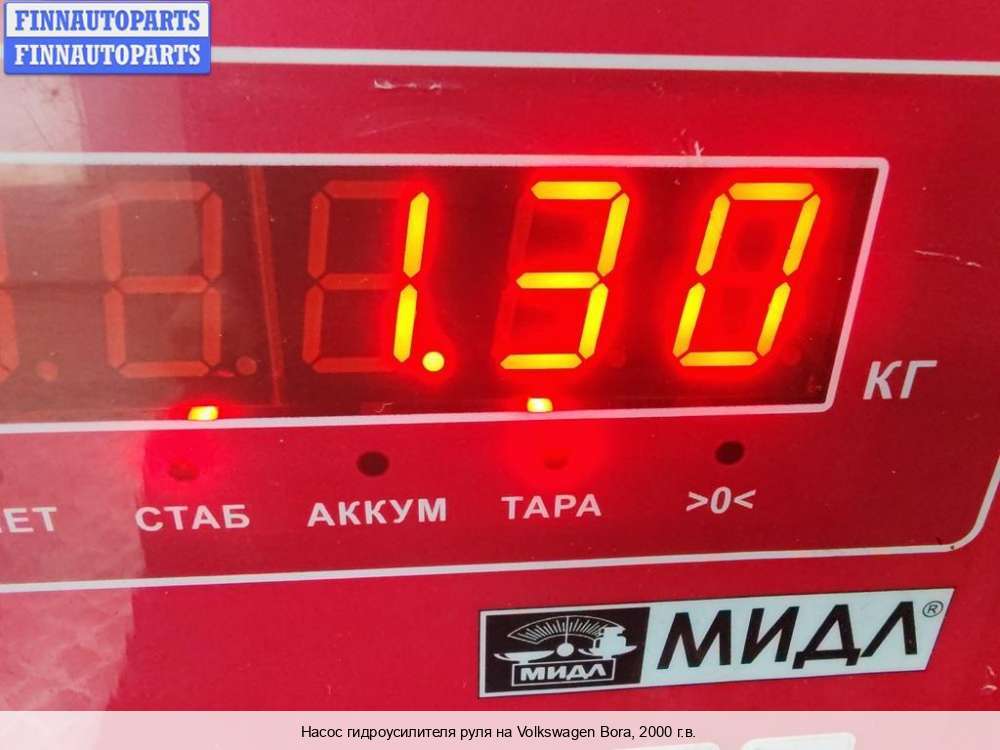 FINNAUTOPARTS
FINNAUTOPARTS
1.30
КГ
СТАБ АККУМ ТАРА >0<
МИДЛ МИДЛ®
Насос гидроусилителя руля на Volkswagen Bora, 2000 г.в.